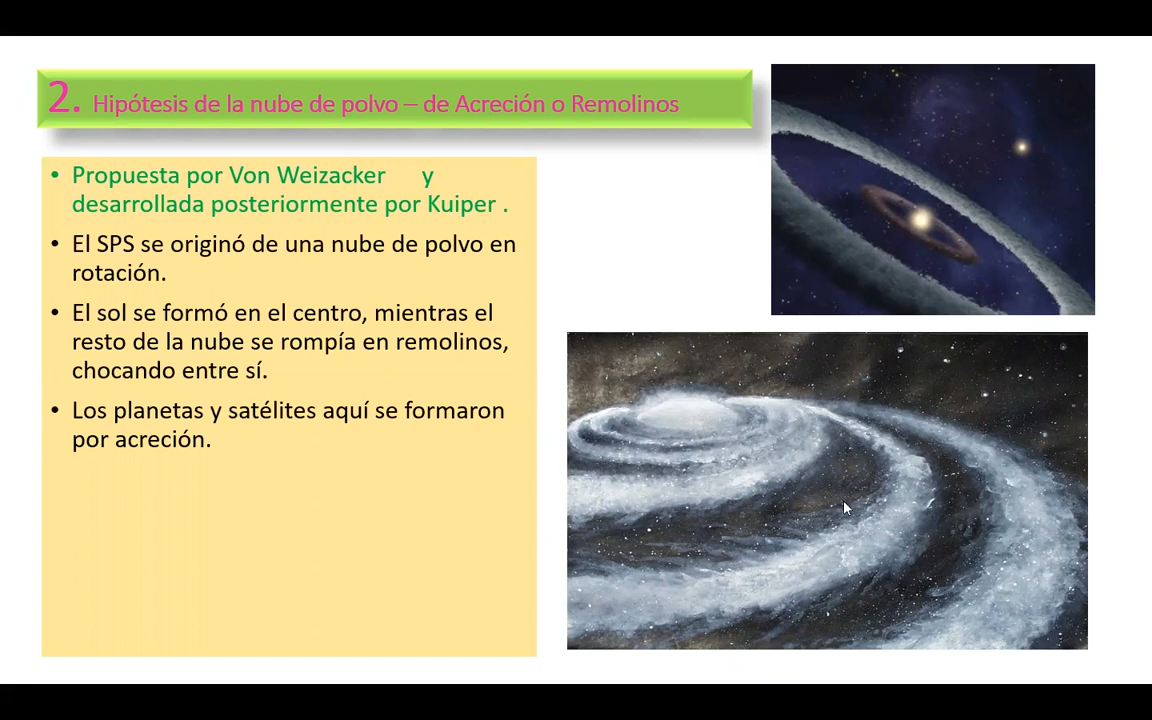 2. Hipótesis de la nube de polvo – de Acreción o Remolinos
• Propuesta por Von Weizacker y
desarrollada posteriormente por Kuiper .
• El SPS se originó de una nube de polvo en
rotación.
• El sol se formó en el centro, mientras el
resto de la nube se rompía en remolinos,
chocando entre sí.
• Los planetas y satélites aquí se formaron
por acreción.